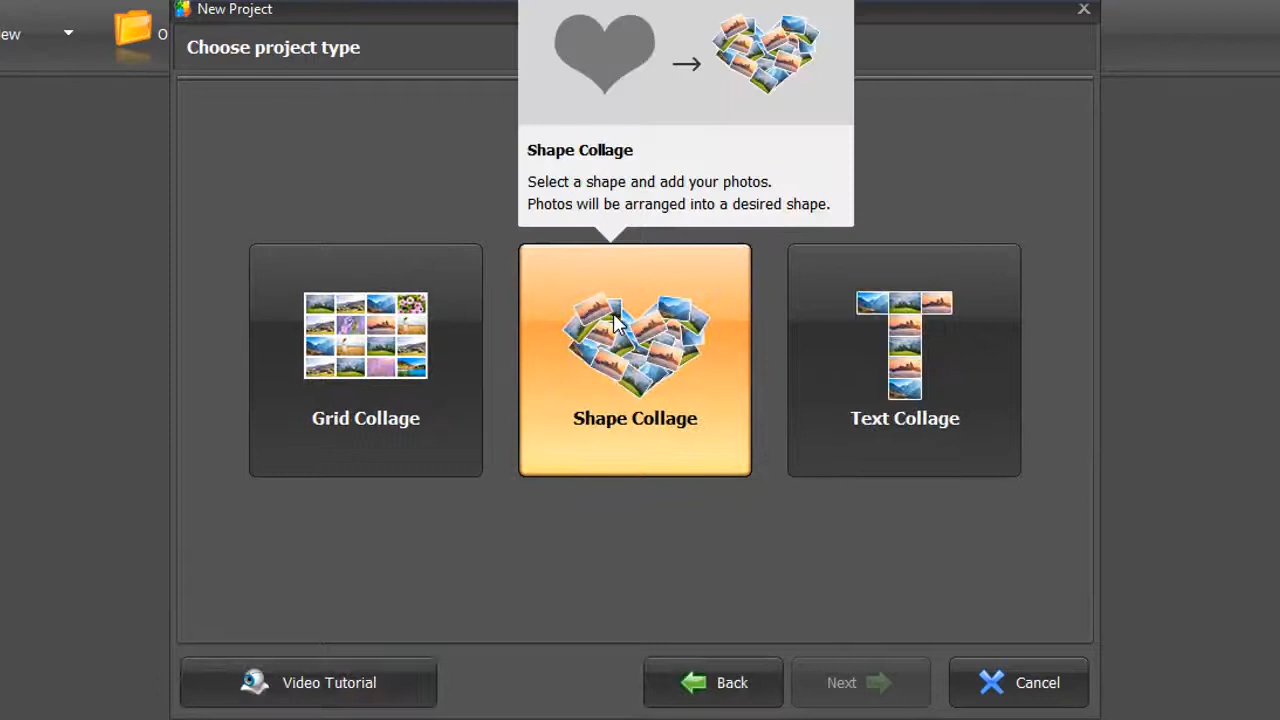 New Project
ew
O
Choose project type
Shape Collage
Select a shape and add your photos.
Photos will be arranged into a desired shape.
Grid Collage
Shape Collage
Text Collage
Video Tutorial
Back
Next
Cancel